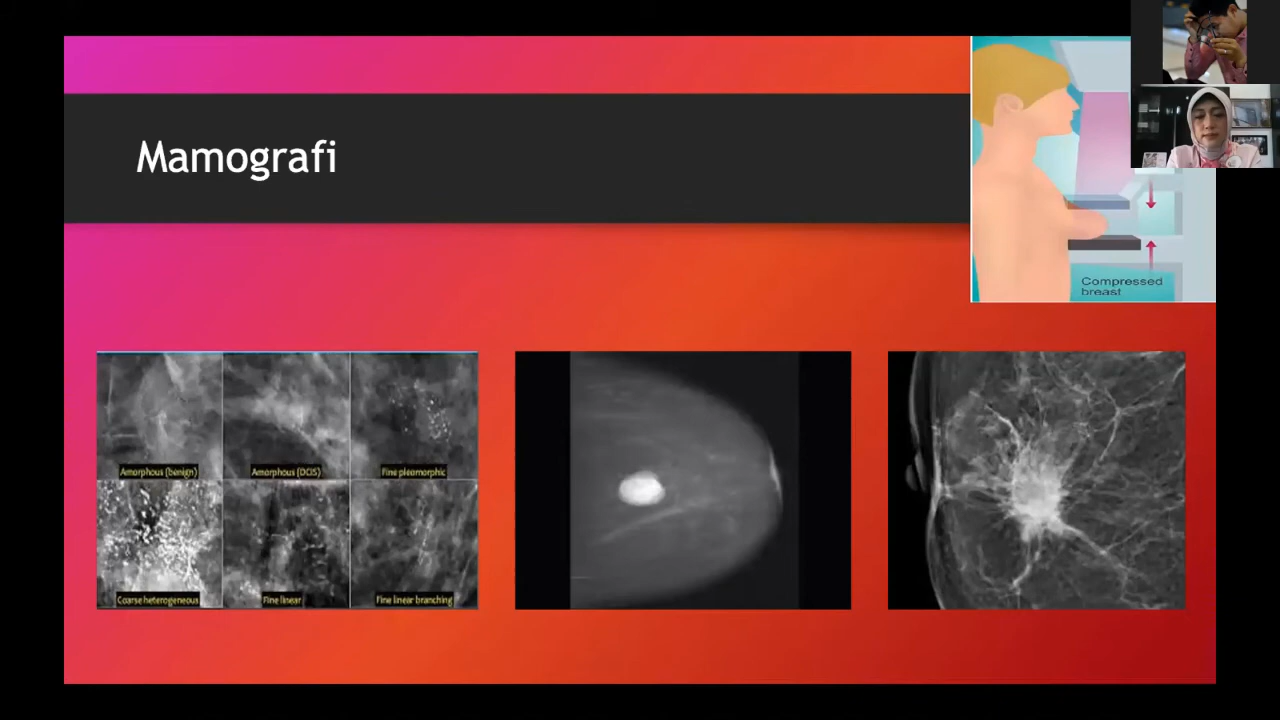 Mamografi
Compressed
breast
Amorphous (benign)
Amorphous (DCIS)
Fine pleomorphic
Coarse heterogeneous
Fine linear
Fine linear branching